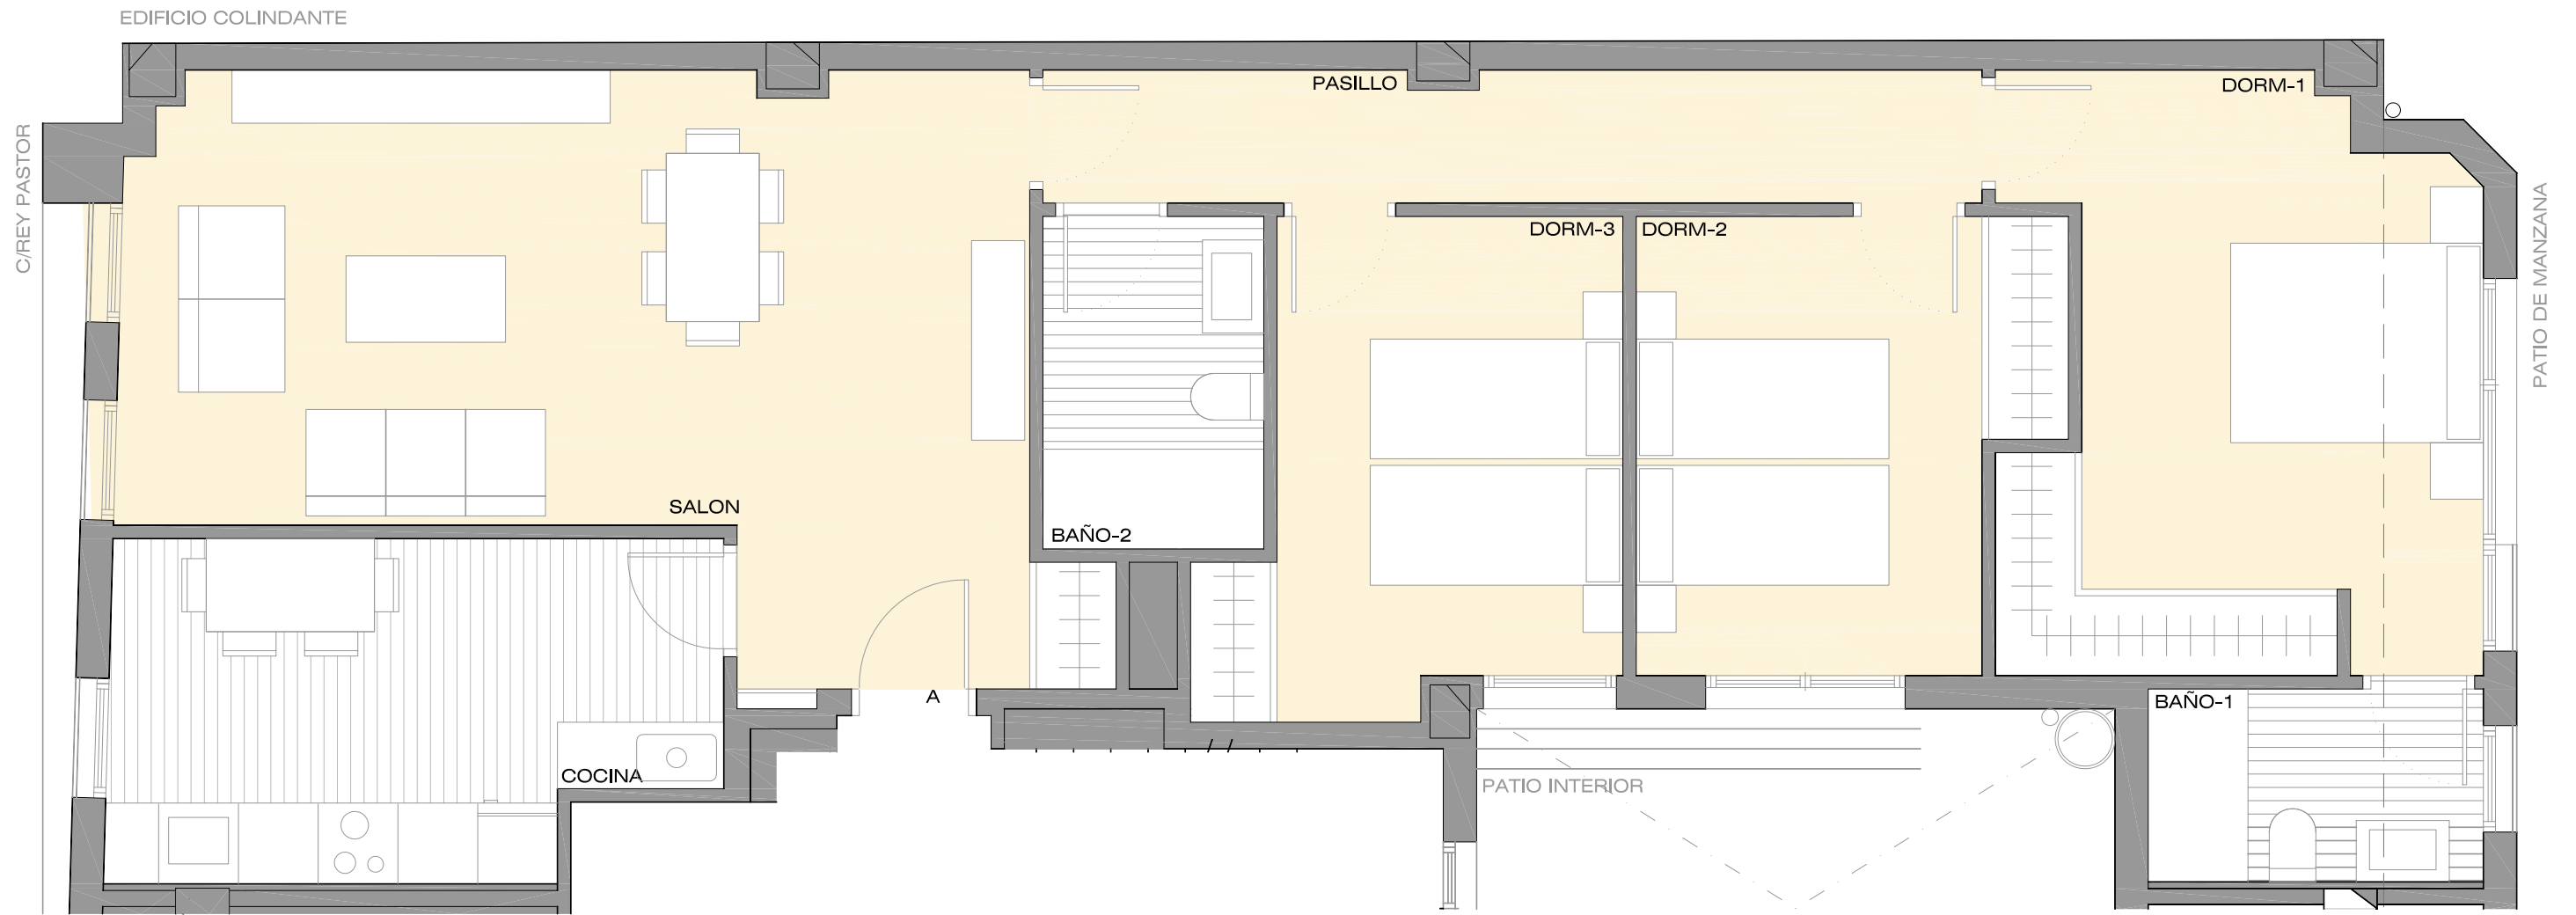 EDIFICIO COLINDANTE
PASILLO
DORM-1
C/REY PASTOR
PATIO DE MANZANA
DORM-3
DORM-2
SALON
BAÑO-2
A
BAÑO-1
COCINA
PATIO INTERIOR